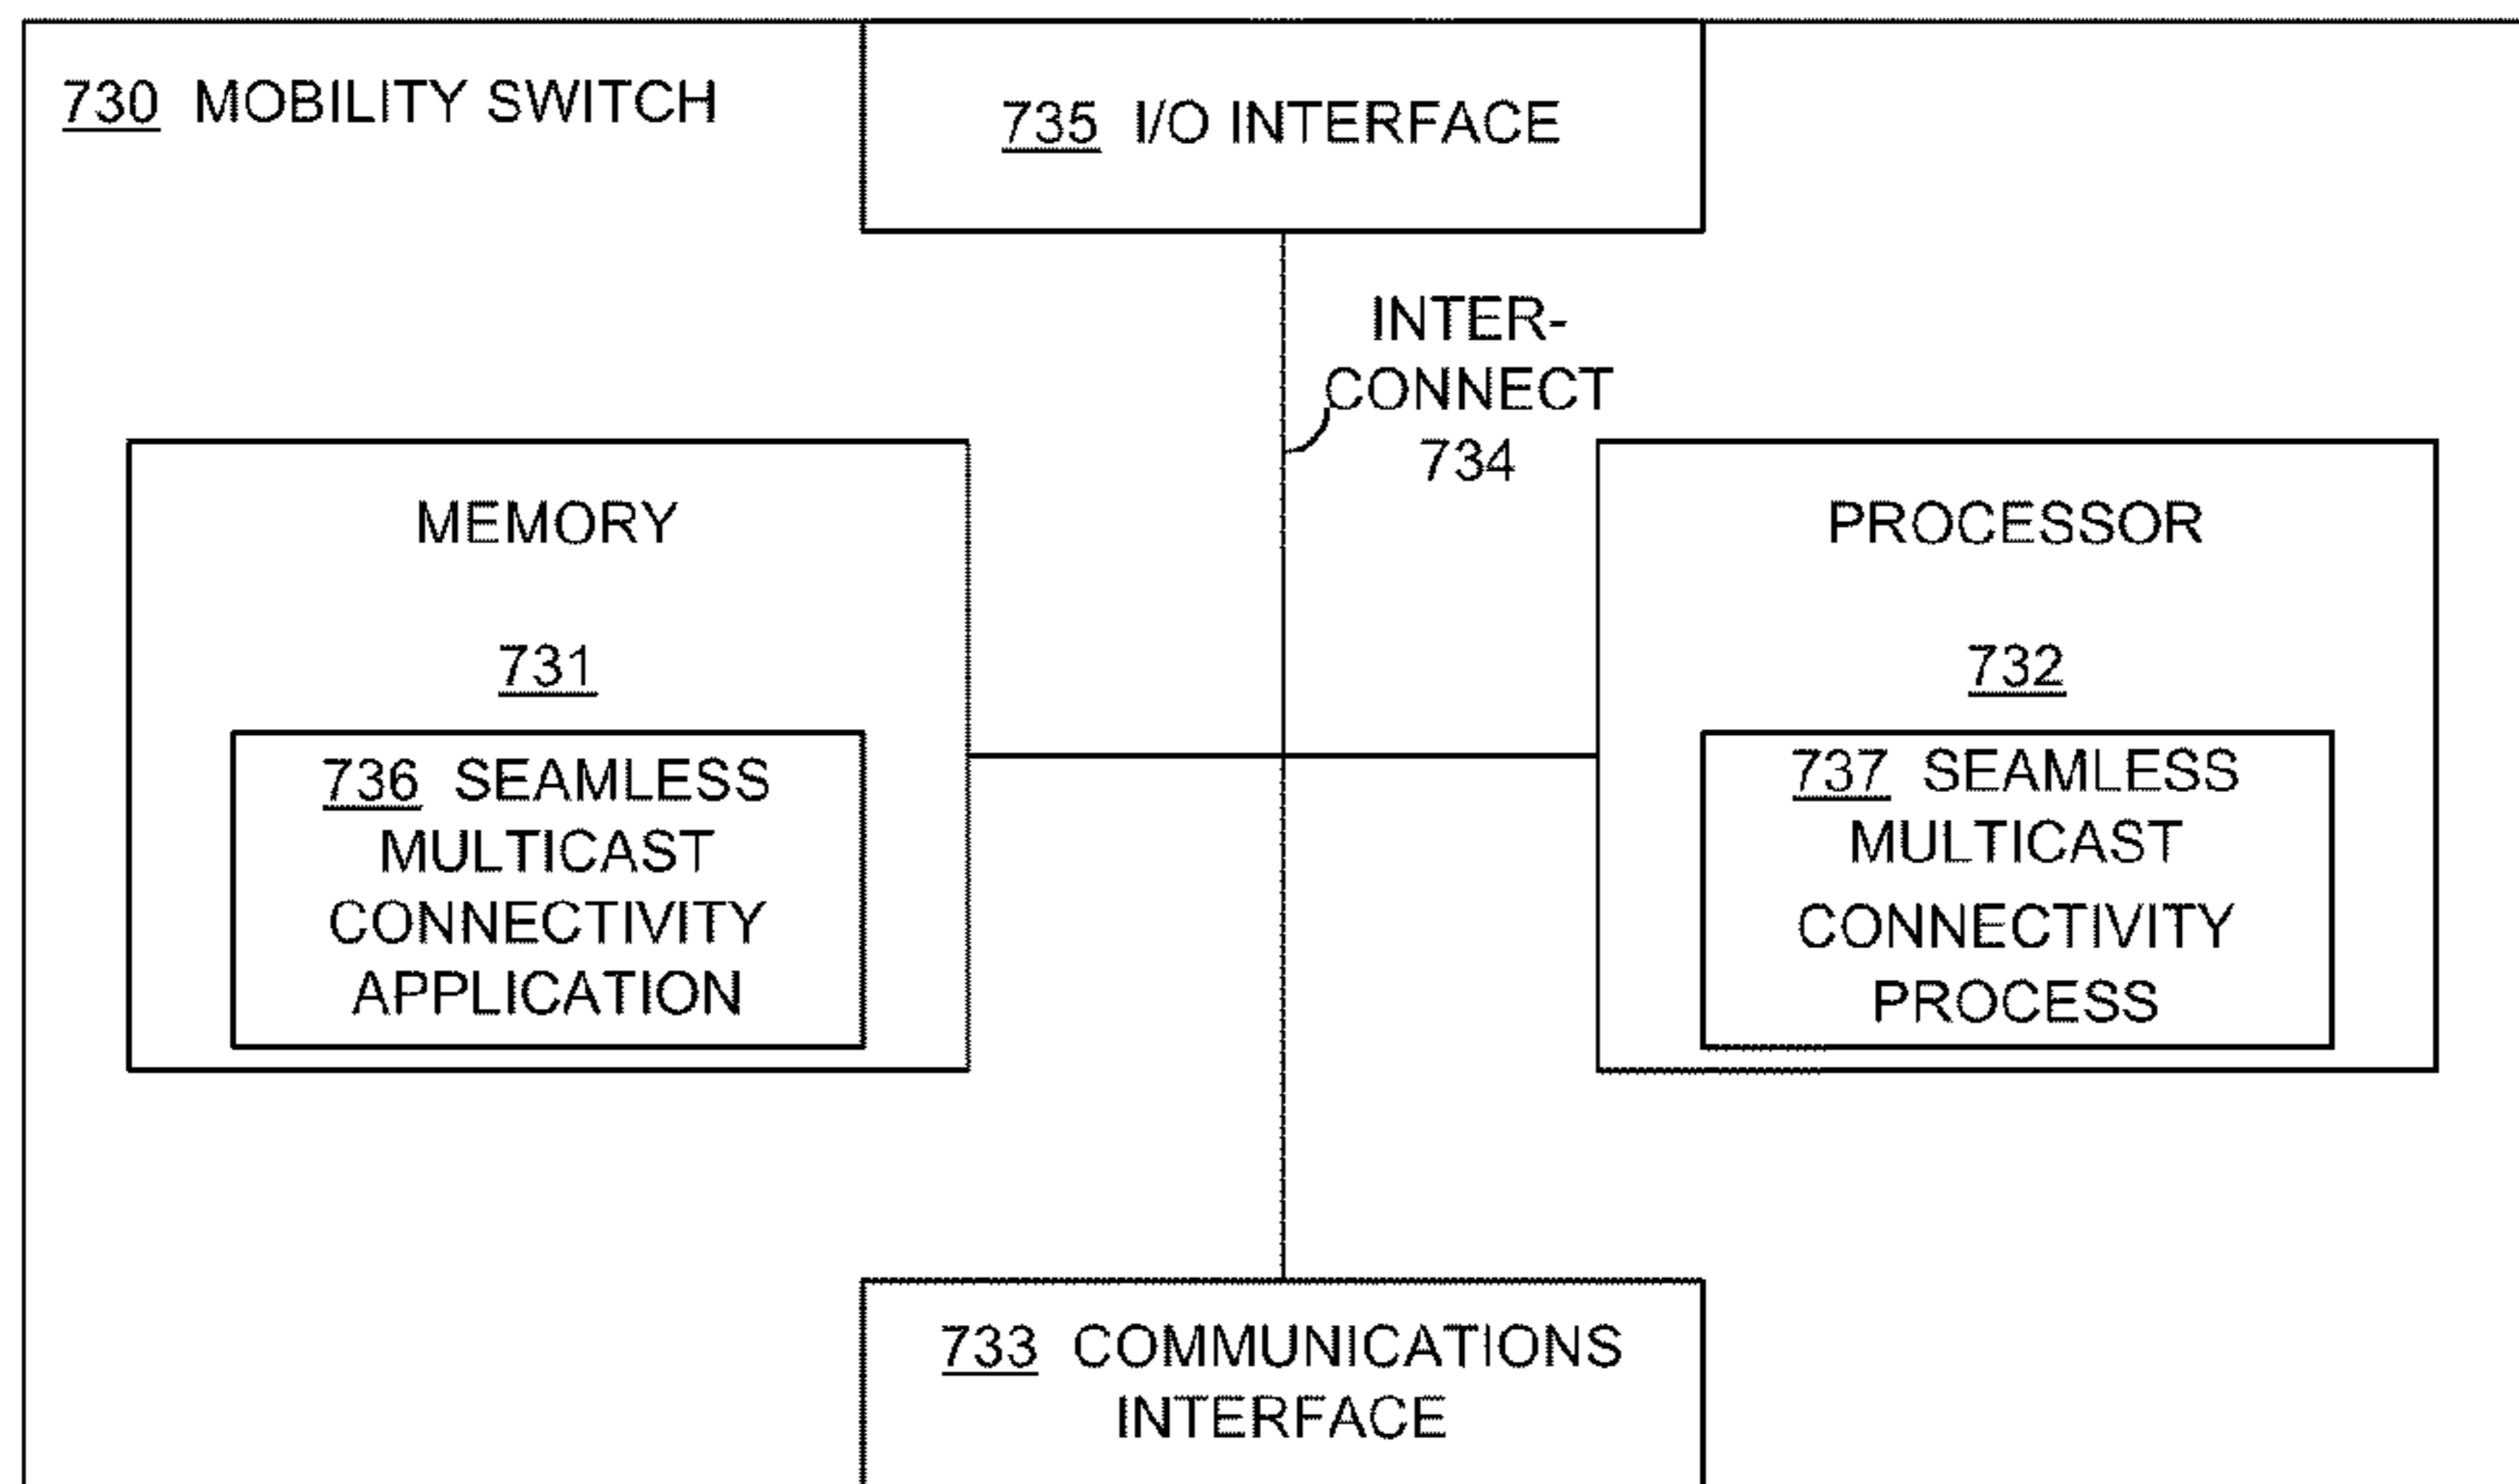 730 MOBILITY SWITCH
735 I/O INTERFACE
INTER-
CONNECT
734
MEMORY
731
736 SEAMLESS
MULTICAST
CONNECTIVITY
APPLICATION
PROCESSOR
732
737 SEAMLESS
MULTICAST
CONNECTIVITY
PROCESS
733 COMMUNICATIONS
INTERFACE